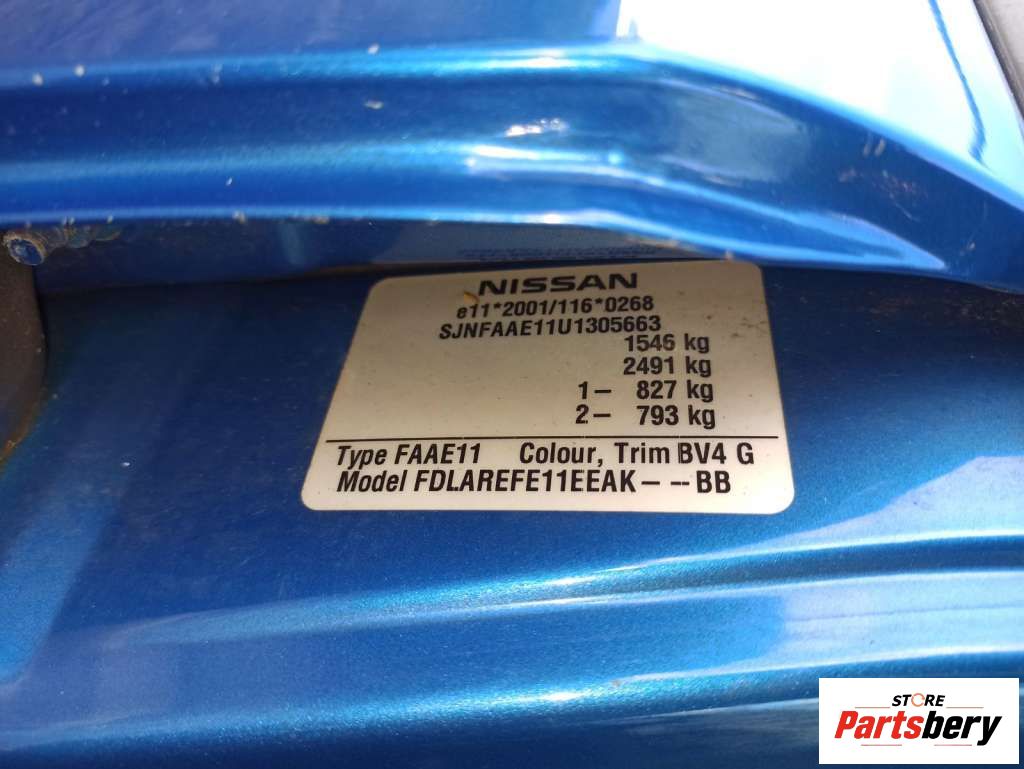 NISSAN
e11*2001/116*0268
SJNFAAE11U1305663
1546 kg
2491 kg
1– 827 kg
2– 793 kg
Type FAAE11 Colour, Trim BV4 G
Model FDLAREFE11EEAK– --BB
STORE
Partsbery